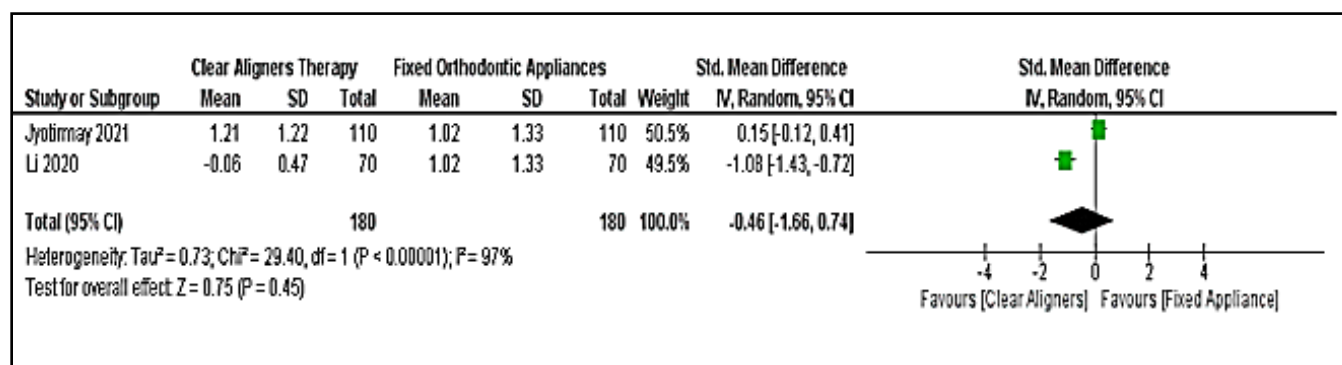 Clear Aligners Therapy Fixed Orthodontic Appliances Std. Mean Difference Std. Mean Difference
Study or Subgroup Mean SD Total Mean SD Total Weight IV, Random, 95% CI IV, Random, 95% CI
Jyotirmay 2021 1.21 1.22 110 1.02 1.33 110 50.5% 0.15 [-0.12, 0.41]
Li 2020 -0.06 0.47 70 1.02 1.33 70 49.5% -1.08 [-1.43, -0.72]
Total (95% CI) 180 180 100.0% -0.46 [-1.66, 0.74]
Heterogeneity: Tau² = 0.73; Chi² = 29.40, df = 1 (P < 0.00001); I² = 97%
Test for overall effect: Z = 0.75 (P = 0.45)
-4 -2 0 2 4
Favours [Clear Aligners] Favours [Fixed Appliance]